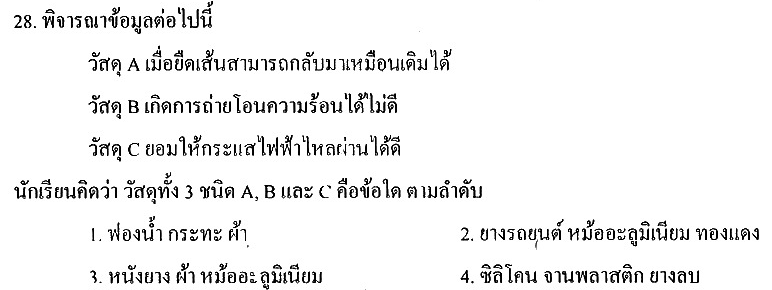 28. พิจารณาข้อมูลต่อไปนี้
วัสดุ A เมื่อยืดเส้นสามารถกลับมาเหมือนเดิมได้
วัสดุ B เกิดการถ่ายโอนความร้อนได้ไม่ดี
วัสดุ C ยอมให้กระแสไฟฟ้าไหลผ่านได้ดี
นักเรียนคิดว่า วัสดุทั้ง 3 ชนิด A, B และ C คือข้อใด ตามลำดับ
1. ฟองน้ำ กระทะ ผ้า 2. ยางรถยนต์ หม้ออะลูมิเนียม ทองแดง
3. หนังยาง ผ้า หม้ออะลูมิเนียม 4. ซิลิโคน จานพลาสติก ยางลบ